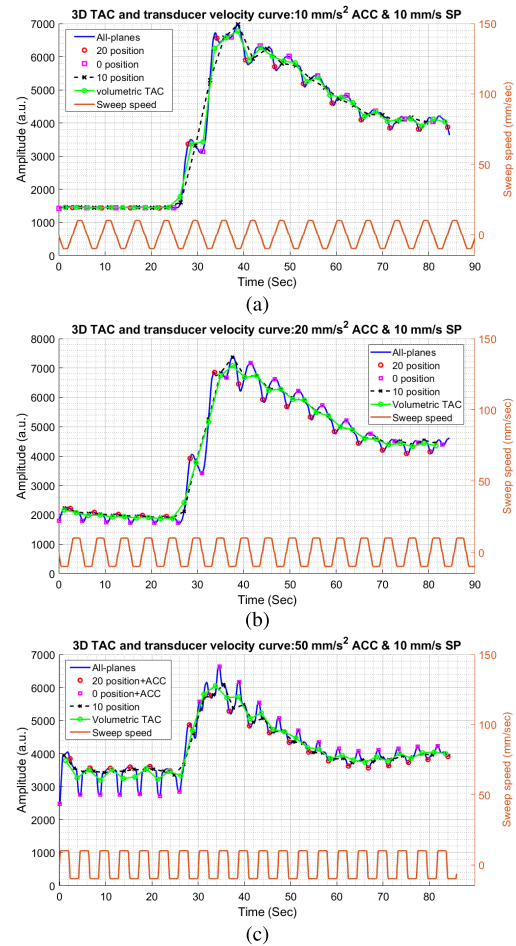 3D TAC and transducer velocity curve:10 mm/s² ACC & 10 mm/s SP
All-planes
20 position
0 position
10 position
volumetric TAC
Sweep speed
Amplitude (a.u.)
0
1000
2000
3000
4000
5000
6000
7000
Sweep speed (mm/sec)
150
100
50
0
0 10 20 30 40 50 60 70 80 90
Time (Sec)
(a)
3D TAC and transducer velocity curve:20 mm/s² ACC & 10 mm/s SP
All-planes
20 position
0 position
10 position
Volumetric TAC
Sweep speed
Amplitude (a.u.)
8000
7000
6000
5000
4000
3000
2000
1000
0
Sweep speed (mm/sec)
150
100
50
0
0 10 20 30 40 50 60 70 80 90
Time (Sec)
(b)
3D TAC and transducer velocity curve:50 mm/s² ACC & 10 mm/s SP
All-planes
20 position+ACC
0 position+ACC
10 position
Volumetric TAC
Sweep speed
Amplitude (a.u.)
7000
6000
5000
4000
3000
2000
1000
0
Sweep speed (mm/sec)
150
100
50
0
0 10 20 30 40 50 60 70 80 90
Time (Sec)
(c)